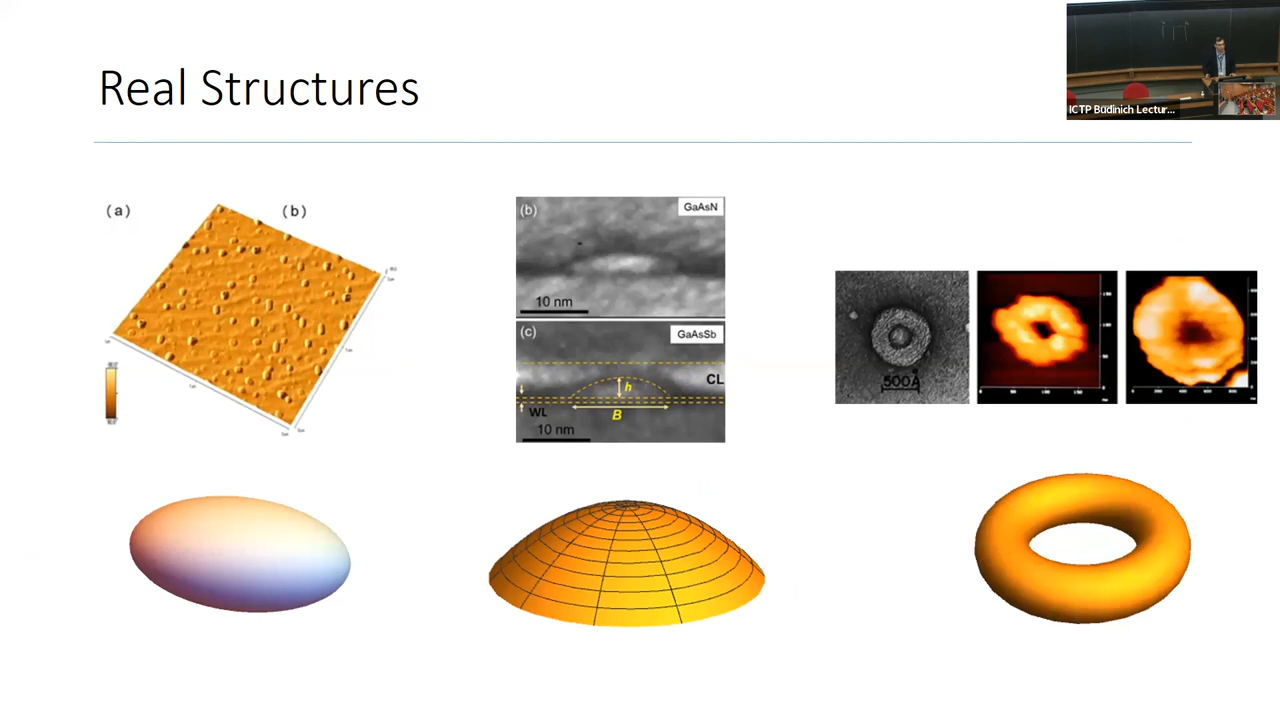 Real Structures
ICTP Budinich Lectur...
(a)
(b)
(b)
GaAsN
10 nm
(c)
GaAsSb
CL
h
WL
B
10 nm
500Å